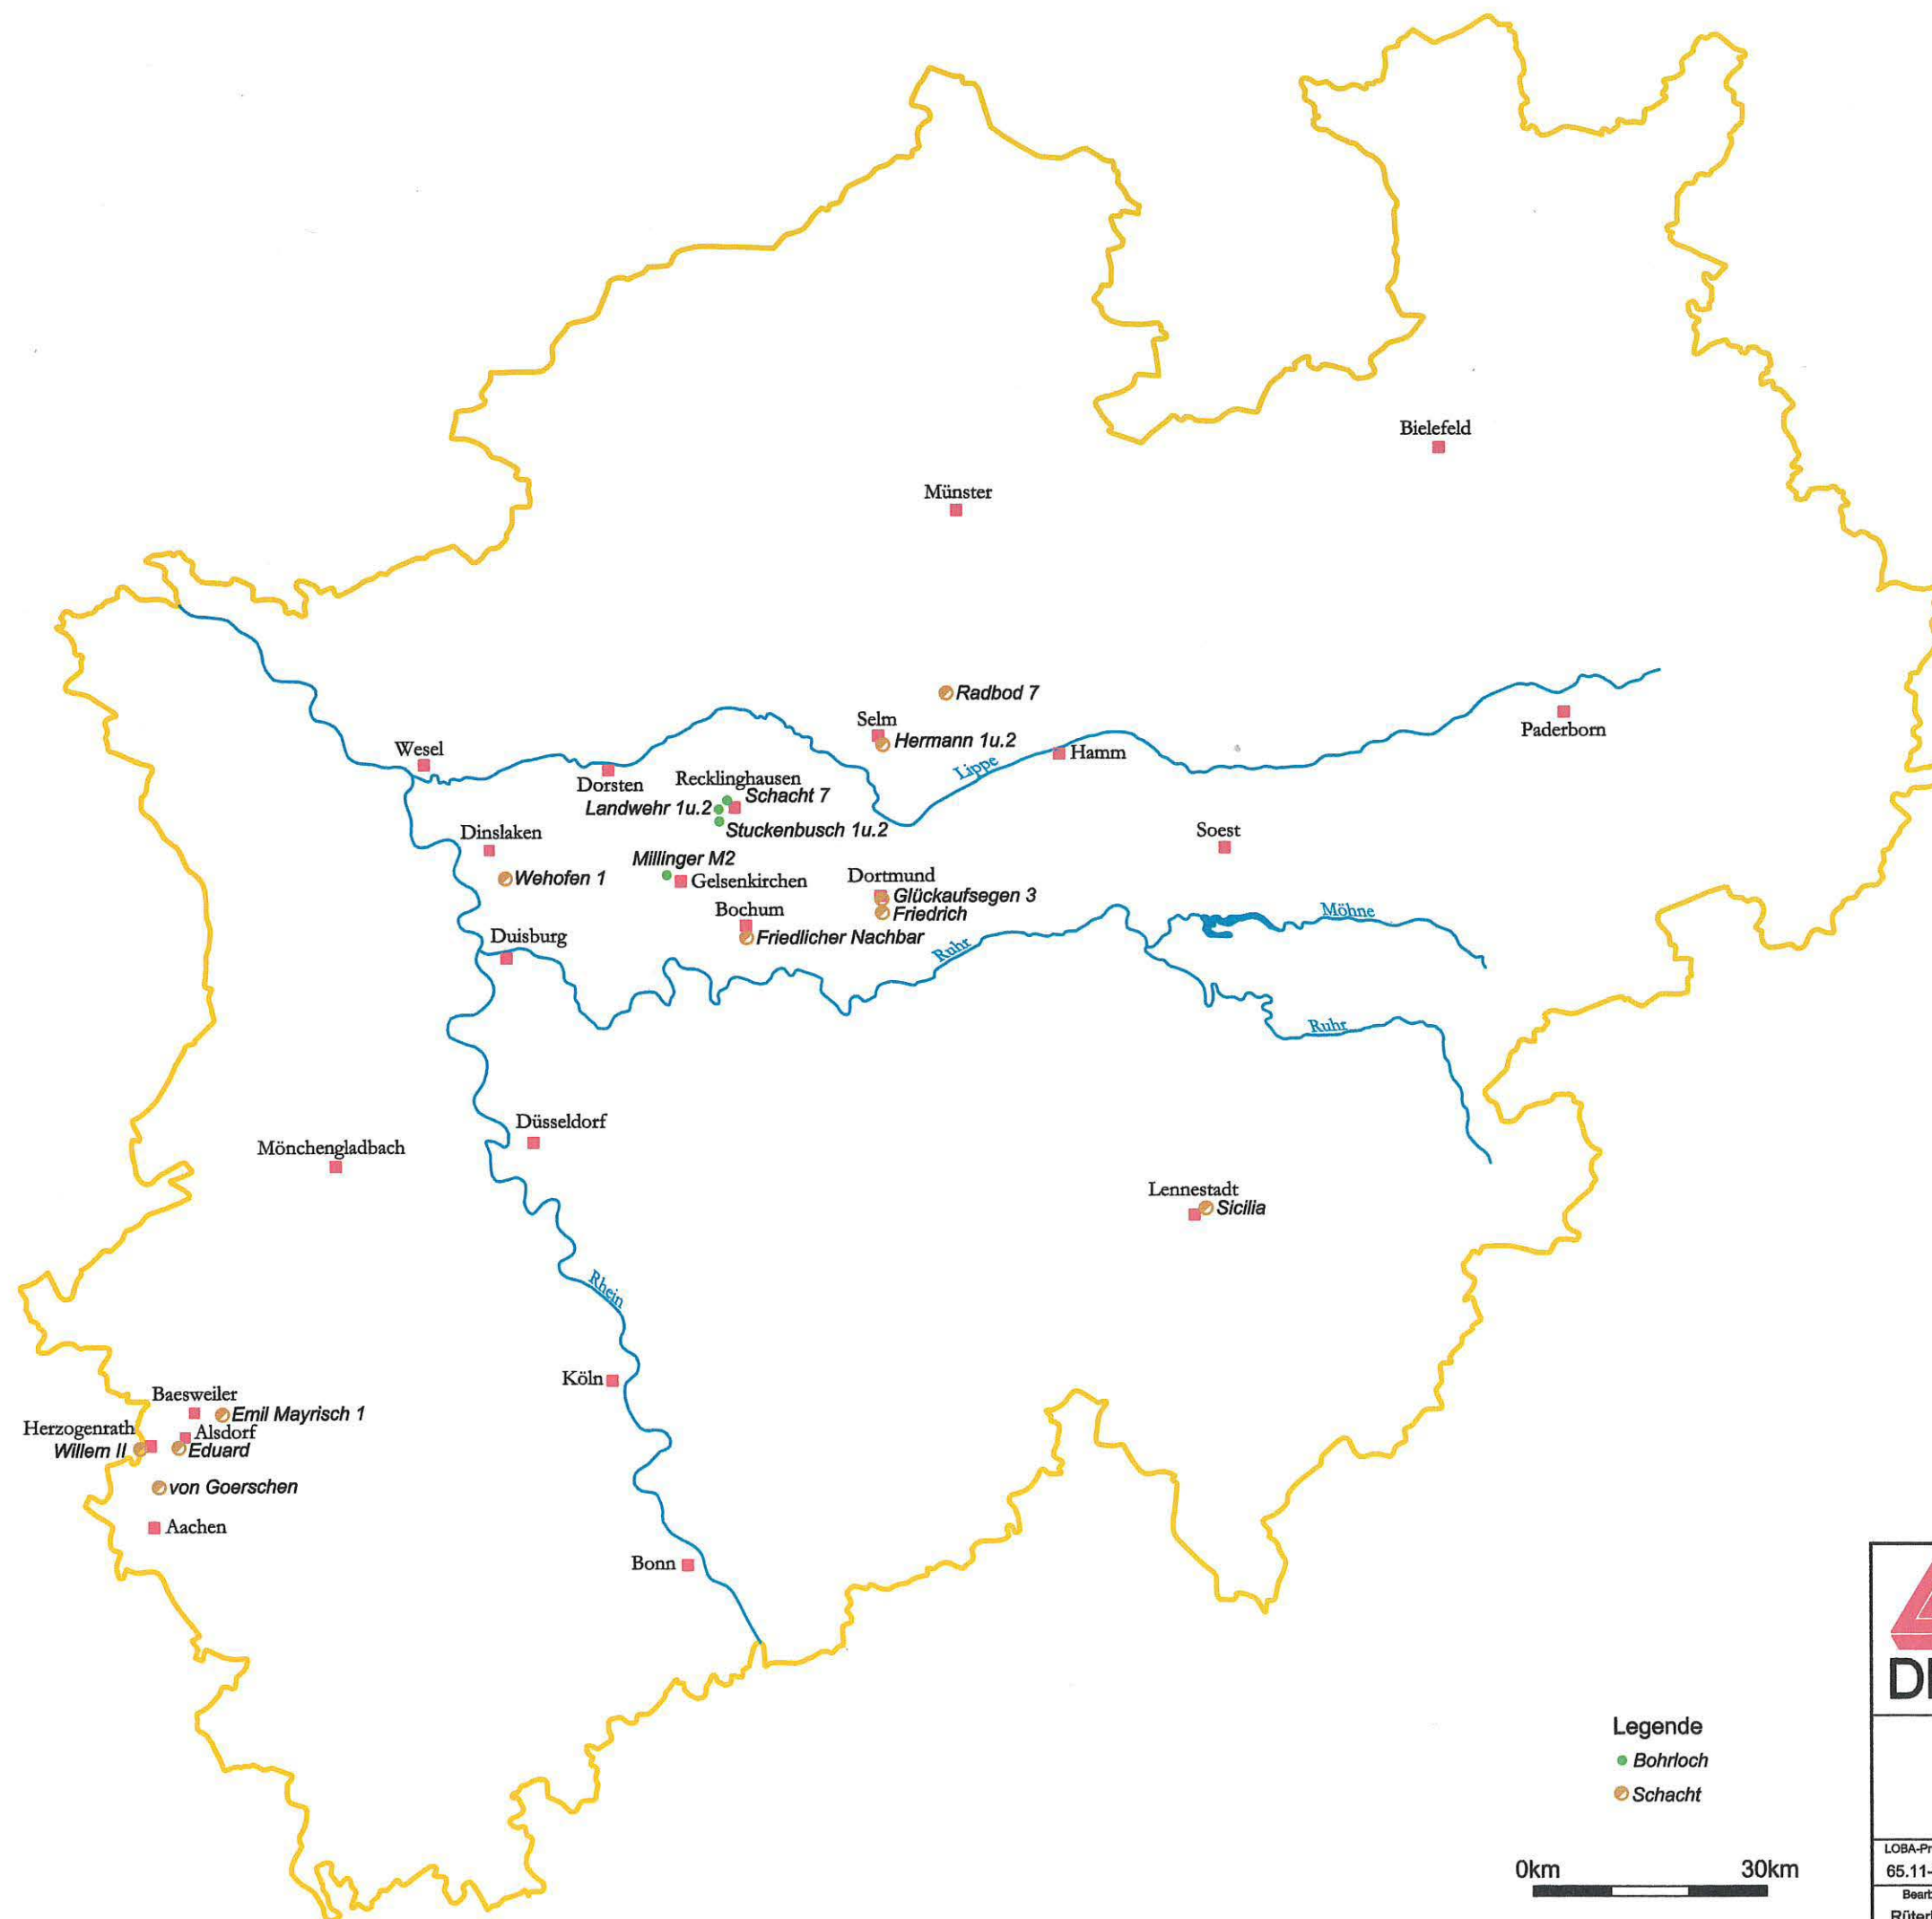 Bielefeld
Münster
Radbod 7
Selm
Hermann 1u.2
Paderborn
Wesel
Hamm
Lippe
Dorsten
Recklinghausen
Schacht 7
Landwehr 1u.2
Stuckenbusch 1u.2
Dinslaken
Soest
Millinger M2
Wehofen 1
Gelsenkirchen
Dortmund
Glückaufsegen 3
Friedrich
Bochum
Friedlicher Nachbar
Möhne
Duisburg
Ruhr
Ruhr
Düsseldorf
Mönchengladbach
Lennestadt
Sicilia
Rhein
Köln
Baesweiler
Emil Mayrisch 1
Herzogenrath
Alsdorf
Willem II
Eduard
von Goerschen
Aachen
Bonn
Legende
Bohrloch
Schacht
0km 30km
LOBA-Pr
65.11-